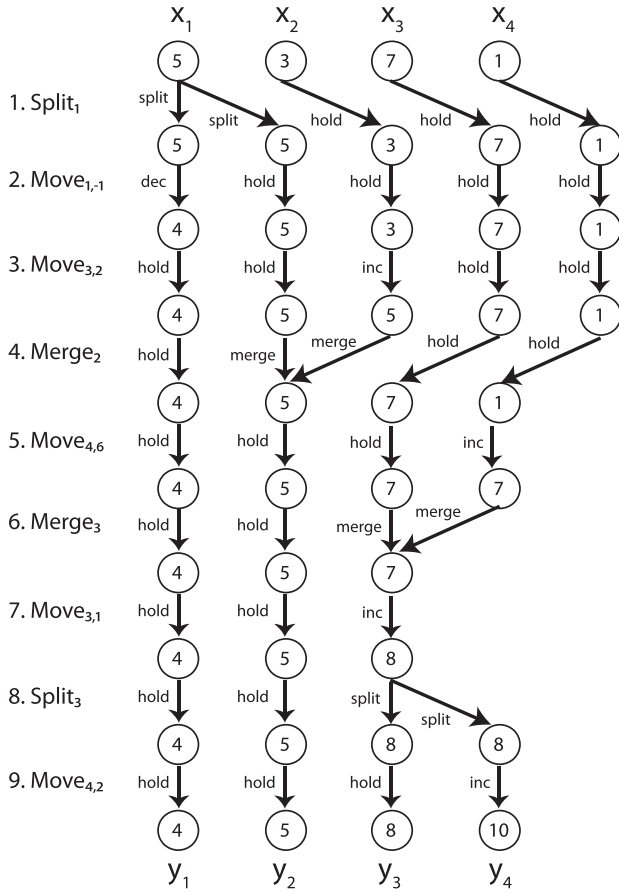 x₁ x₂ x₃ x₄
5 3 7 1
1. Split₁ split split hold hold hold
5 5 3 7 1
2. Move₁,₋₁ dec hold hold hold hold
4 5 3 7 1
3. Move₃,₂ hold hold inc hold hold
4 5 5 7 1
4. Merge₂ hold merge merge hold hold
4 5 7 1
5. Move₄,₆ hold hold hold inc
4 5 7 7
6. Merge₃ hold hold merge merge
4 5 7
7. Move₃,₁ hold hold inc
4 5 8
8. Split₃ hold hold split split
4 5 8 8
9. Move₄,₂ hold hold hold inc
4 5 8 10
y₁ y₂ y₃ y₄